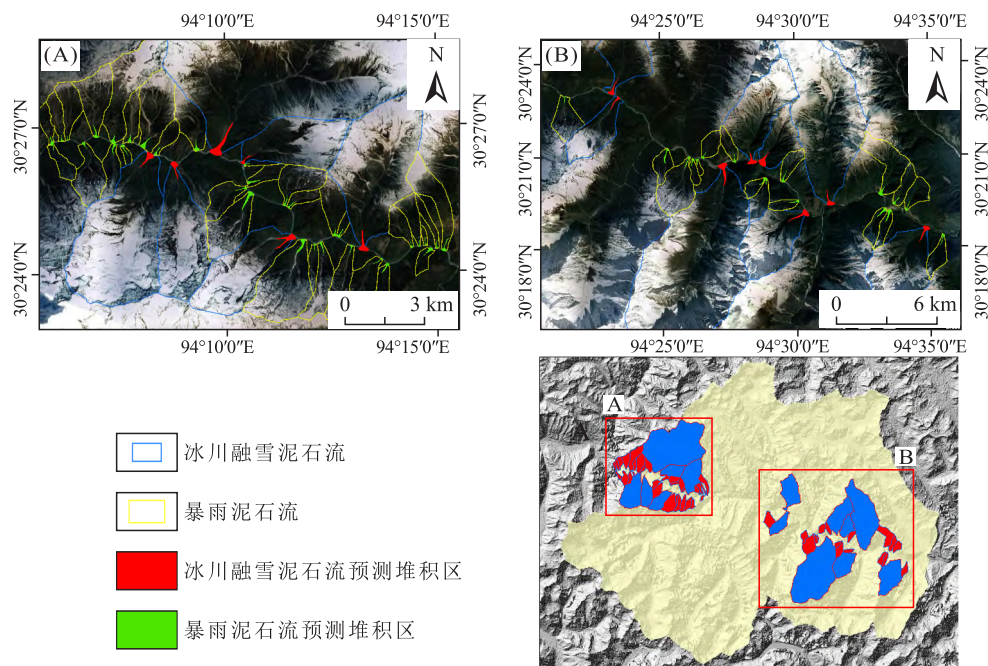 94°10′0″E 94°15′0″E
(A)
N
30°27′0″N
30°27′0″N
30°24′0″N
30°24′0″N
0 3 km
94°10′0″E 94°15′0″E
94°25′0″E 94°30′0″E 94°35′0″E
(B)
N
30°24′0″N
30°24′0″N
30°21′0″N
30°21′0″N
30°18′0″N
30°18′0″N
0 6 km
94°25′0″E 94°30′0″E 94°35′0″E
A
B
冰川融雪泥石流
暴雨泥石流
冰川融雪泥石流预测堆积区
暴雨泥石流预测堆积区